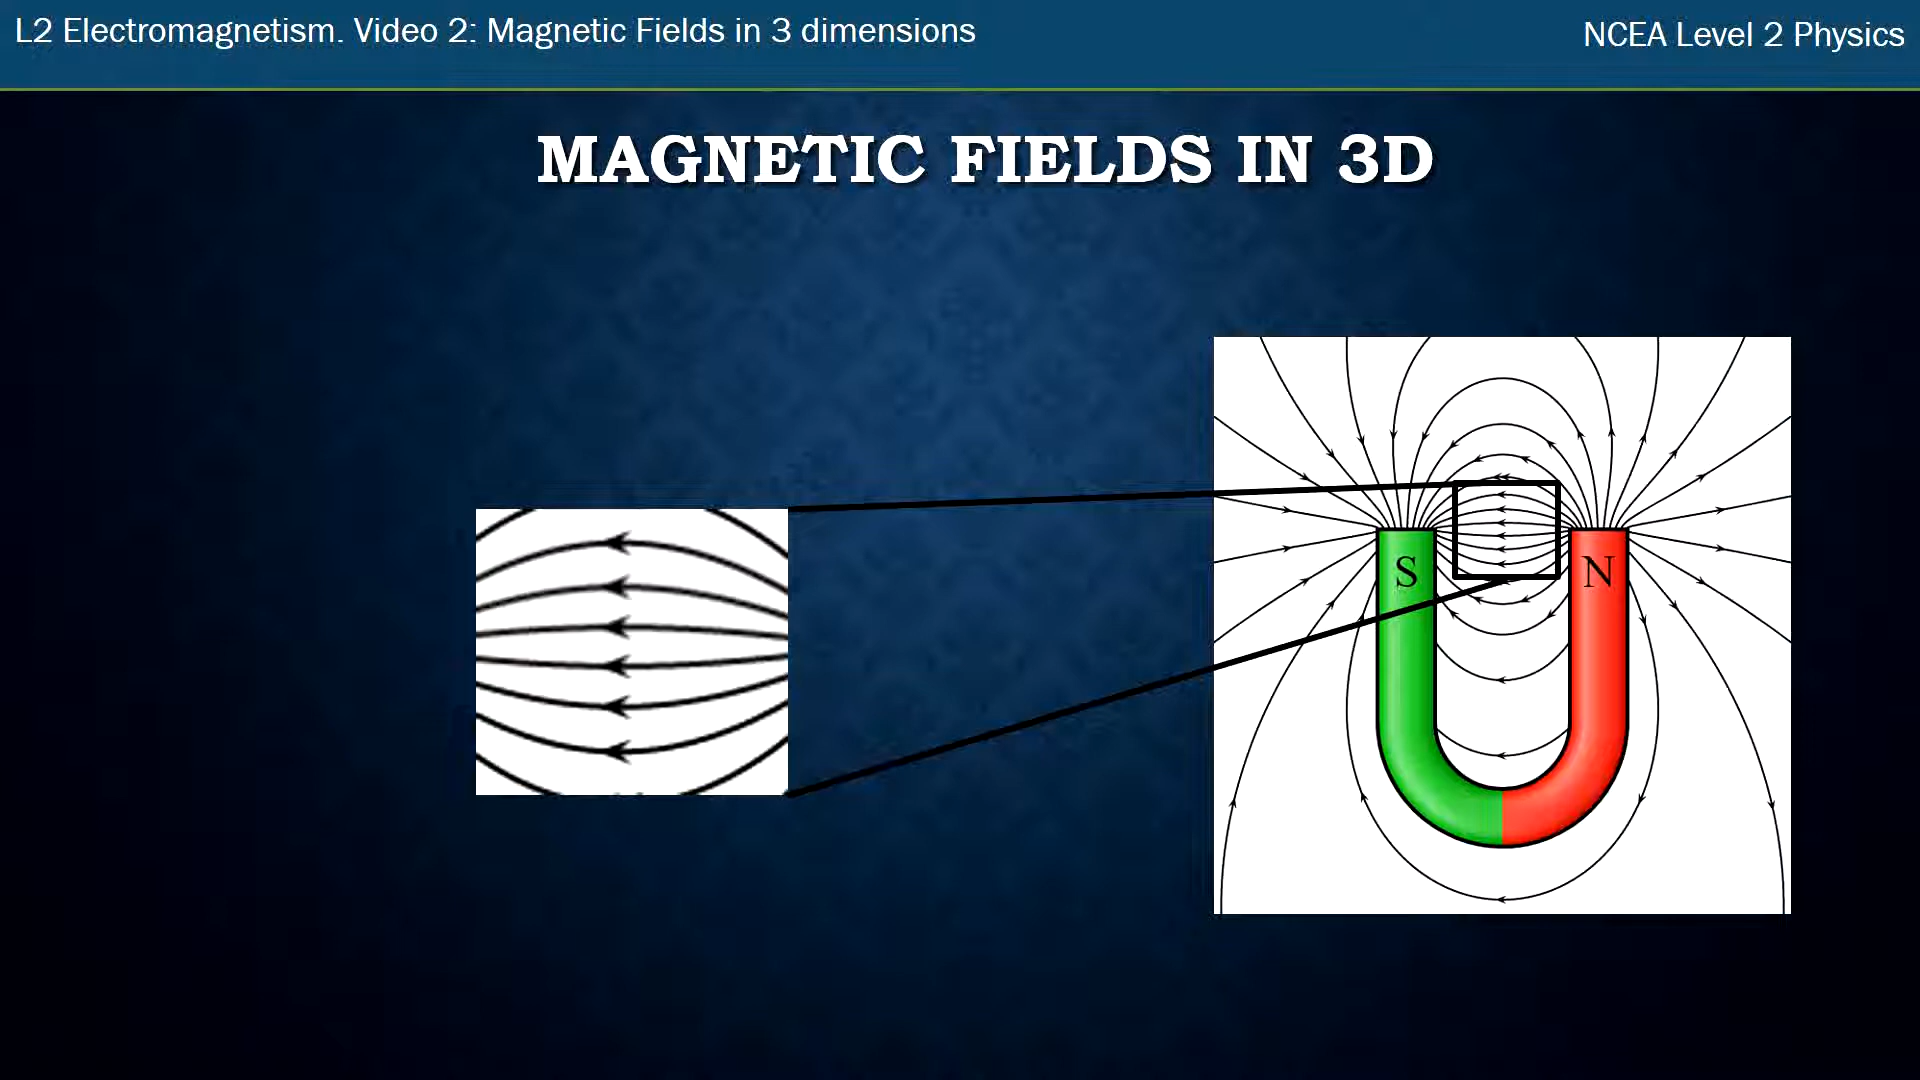 L2 Electromagnetism. Video 2: Magnetic Fields in 3 dimensions
NCEA Level 2 Physics
MAGNETIC FIELDS IN 3D
S
N